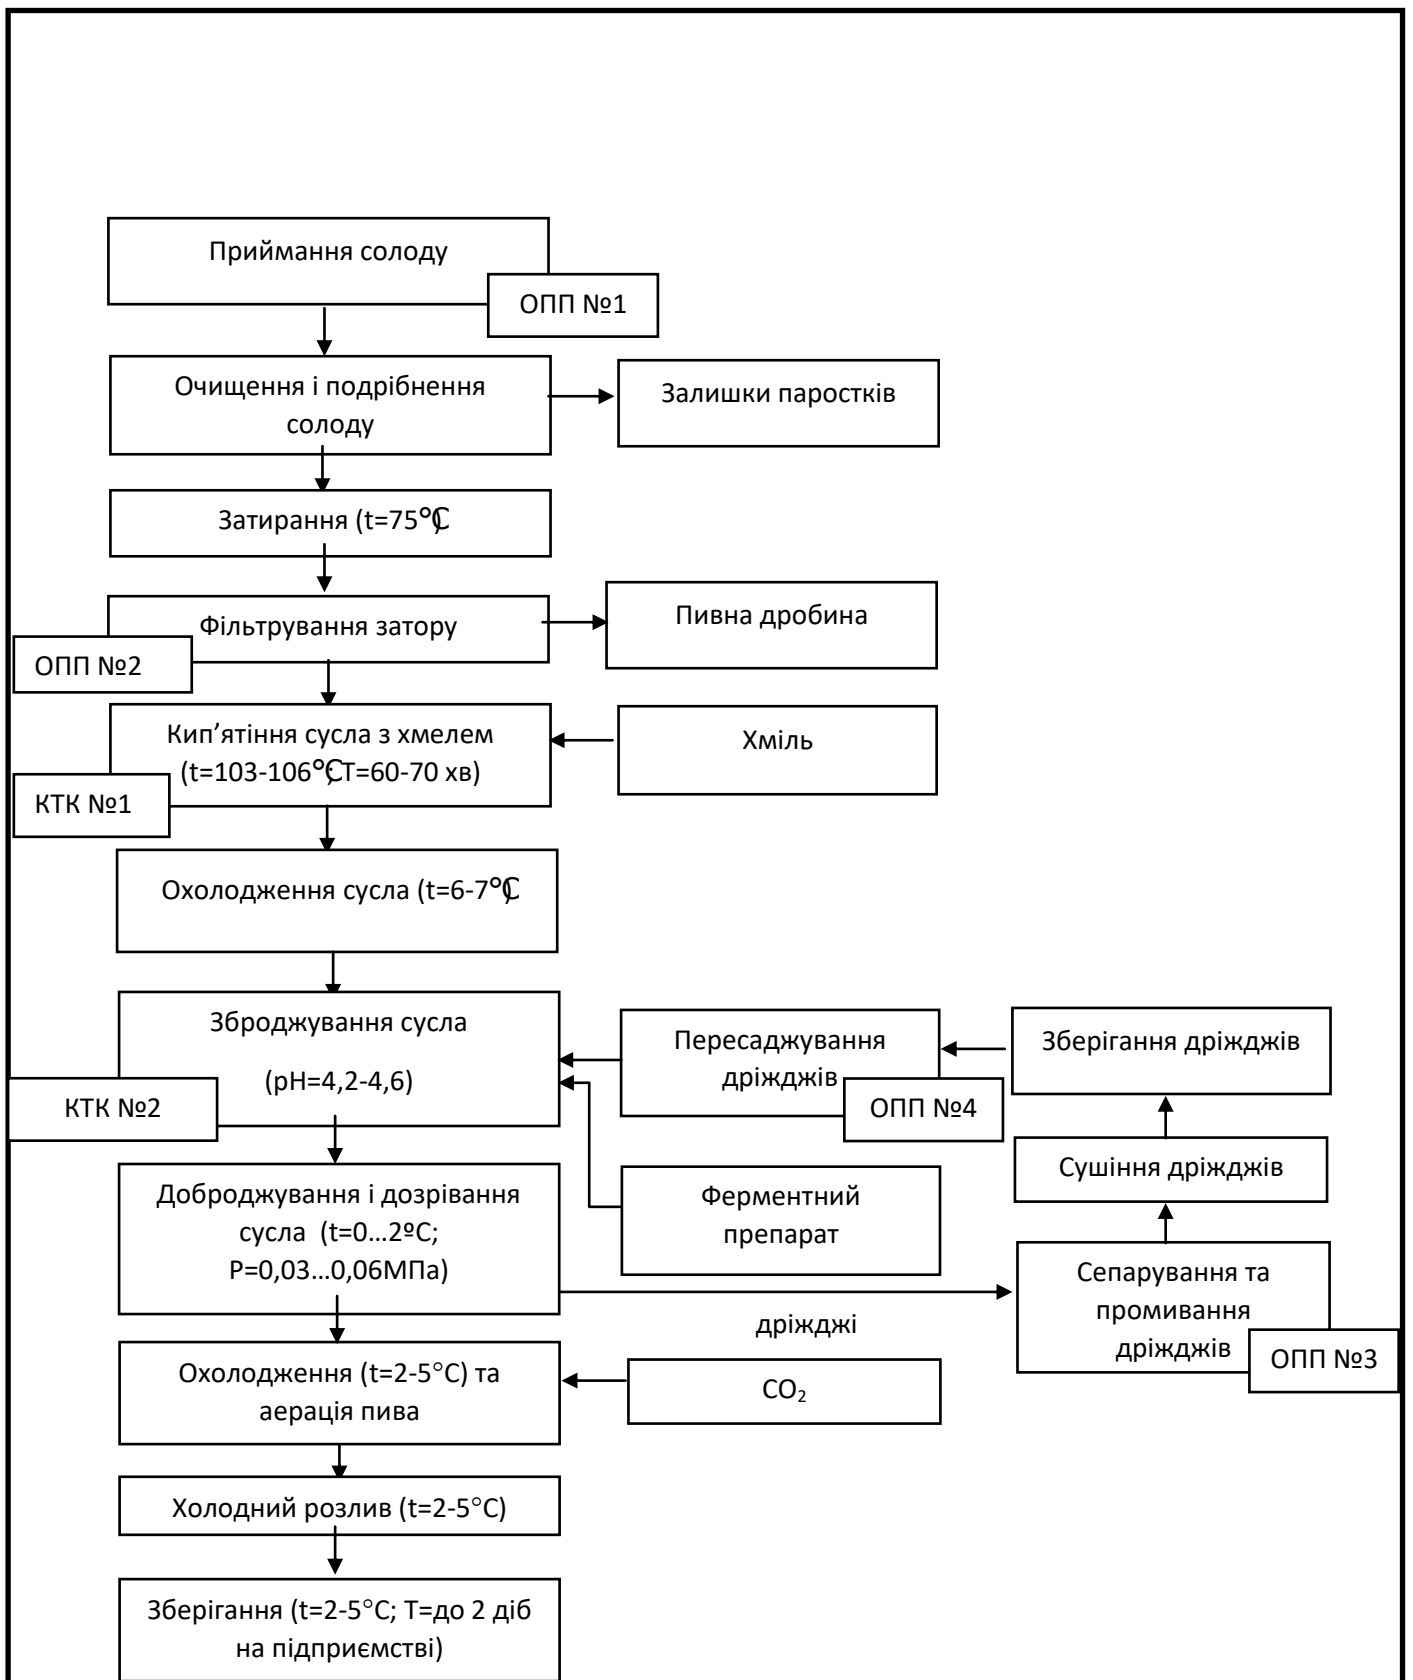 Приймання солоду
ОПП №1
Очищення і подрібнення
солоду
Залишки паростків
Затирання (t=75°С)
Фільтрування затору
Пивна дробина
ОПП №2
Кип’ятіння сусла з хмелем
(t=103-106°С; Т=60-70 хв)
Хміль
КТК №1
Охолодження сусла (t=6-7°С)
Зброджування сусла
(рН=4,2-4,6)
КТК №2
Пересаджування
дріжджів
ОПП №4
Зберігання дріжджів
Сушіння дріжджів
Доброджування і дозрівання
сусла (t=0...2ºС;
Р=0,03...0,06МПа)
Ферментний
препарат
Сепарування та
промивання
дріжджів
ОПП №3
дріжджі
Охолодження (t=2-5°С) та
аерація пива
СО₂
Холодний розлив (t=2-5°С)
Зберігання (t=2-5°С; Т=до 2 діб
на підприємстві)